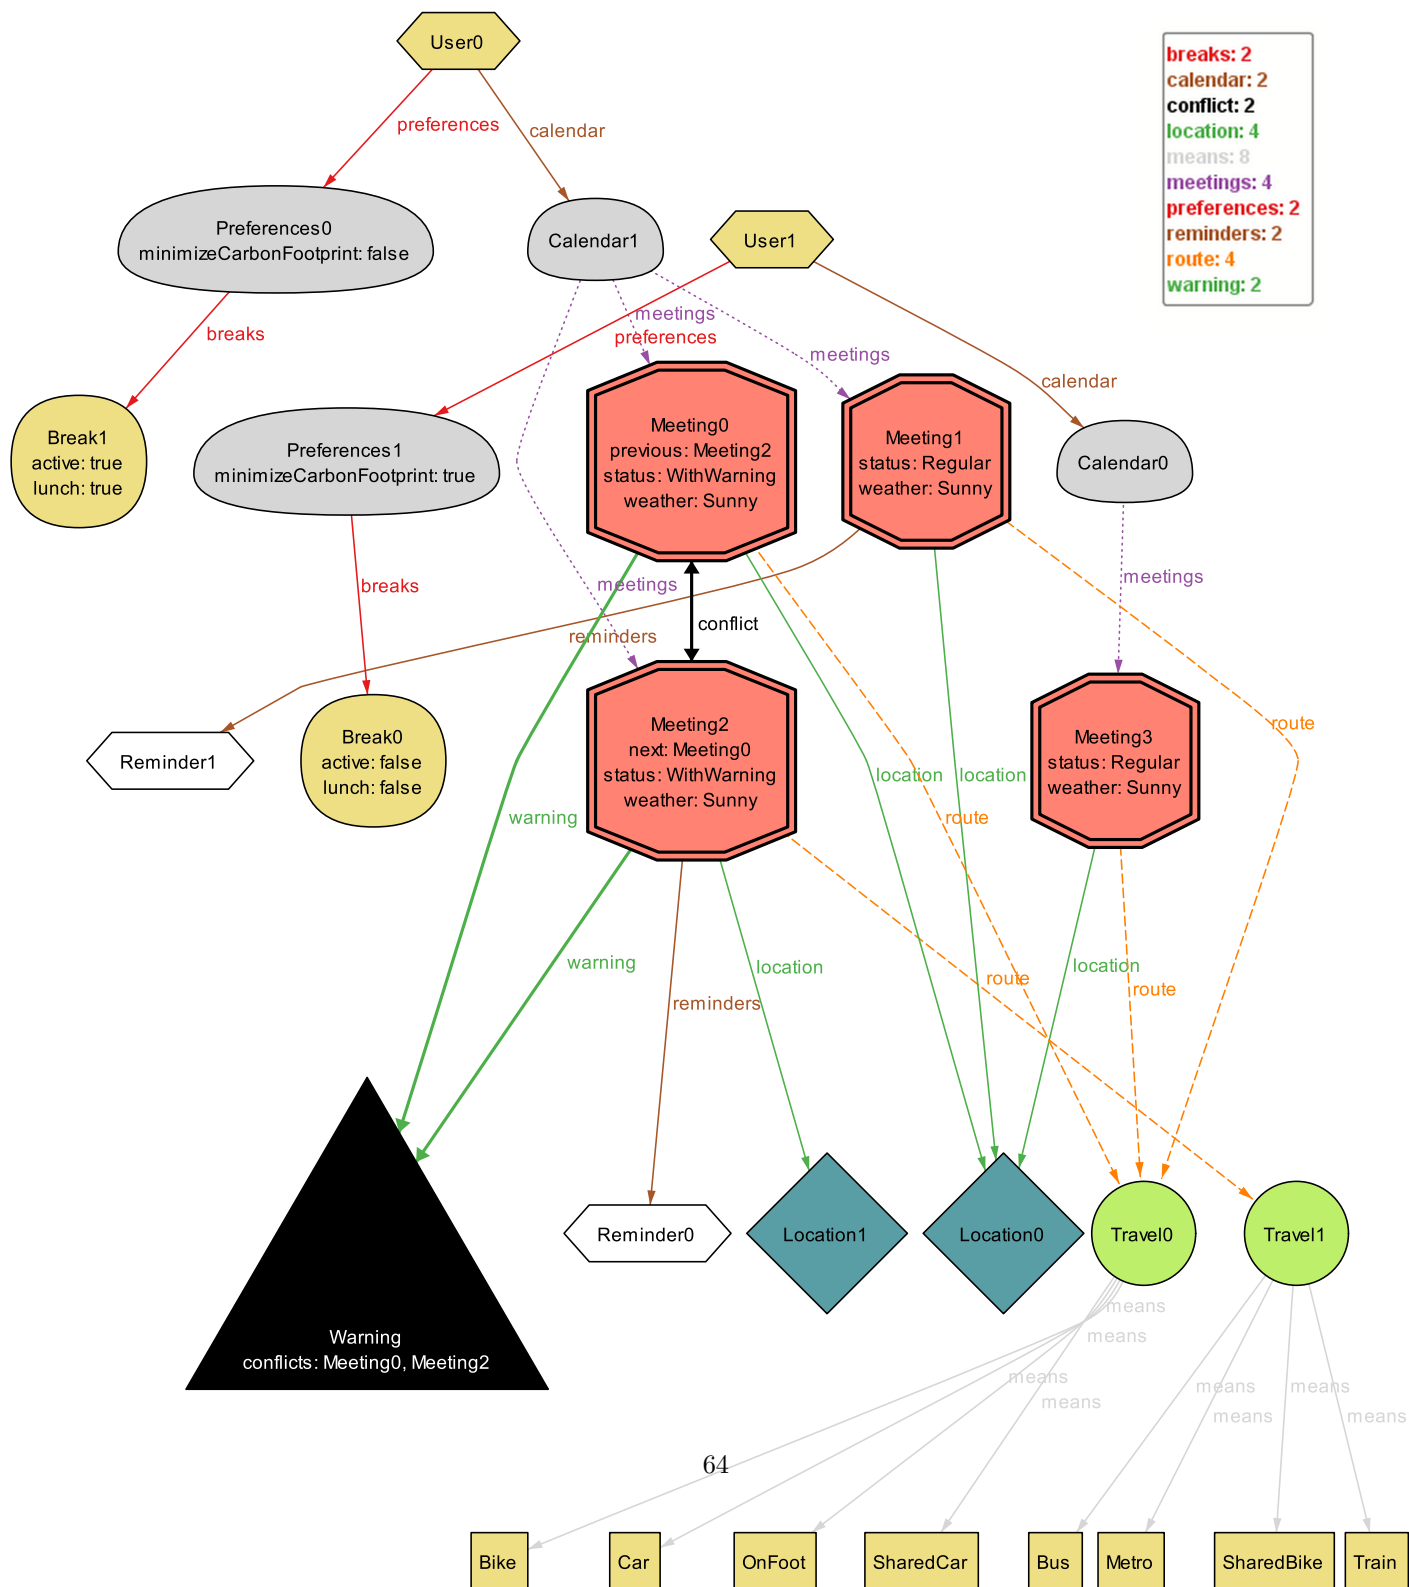 User0
breaks: 2
calendar: 2
conflict: 2
location: 4
means: 8
meetings: 4
preferences: 2
reminders: 2
route: 4
warning: 2
preferences
calendar
Preferences0
minimizeCarbonFootprint: false
Calendar1
User1
breaks
meetings
preferences
meetings
calendar
Break1
active: true
lunch: true
Preferences1
minimizeCarbonFootprint: true
Meeting0
previous: Meeting2
status: WithWarning
weather: Sunny
Meeting1
status: Regular
weather: Sunny
Calendar0
breaks
meetings
meetings
conflict
reminders
Reminder1
Break0
active: false
lunch: false
Meeting2
next: Meeting0
status: WithWarning
weather: Sunny
Meeting3
status: Regular
weather: Sunny
route
location
location
warning
route
warning
location
reminders
route
location
route
Reminder0
Location1
Location0
Travel0
Travel1
Warning
conflicts: Meeting0, Meeting2
means
means
means
means
means
means
means
means
64
Bike
Car
OnFoot
SharedCar
Bus
Metro
SharedBike
Train